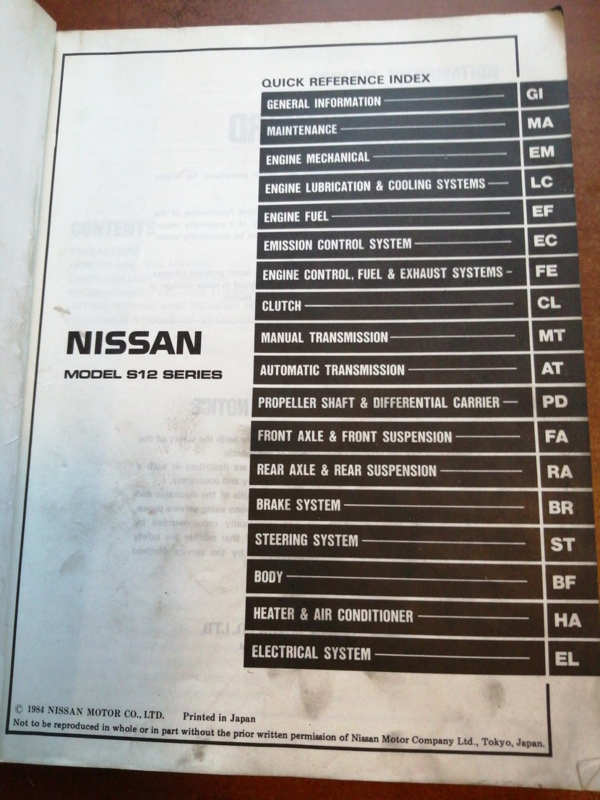 QUICK REFERENCE INDEX
GENERAL INFORMATION GI
MAINTENANCE MA
ENGINE MECHANICAL EM
ENGINE LUBRICATION & COOLING SYSTEMS LC
ENGINE FUEL EF
EMISSION CONTROL SYSTEM EC
ENGINE CONTROL, FUEL & EXHAUST SYSTEMS FE
CLUTCH CL
MANUAL TRANSMISSION MT
AUTOMATIC TRANSMISSION AT
PROPELLER SHAFT & DIFFERENTIAL CARRIER PD
FRONT AXLE & FRONT SUSPENSION FA
REAR AXLE & REAR SUSPENSION RA
BRAKE SYSTEM BR
STEERING SYSTEM ST
BODY BF
HEATER & AIR CONDITIONER HA
ELECTRICAL SYSTEM EL
NISSAN
MODEL S12 SERIES
© 1984 NISSAN MOTOR CO., LTD. Printed in Japan
Not to be reproduced in whole or in part without the prior written permission of Nissan Motor Company Ltd., Tokyo, Japan.